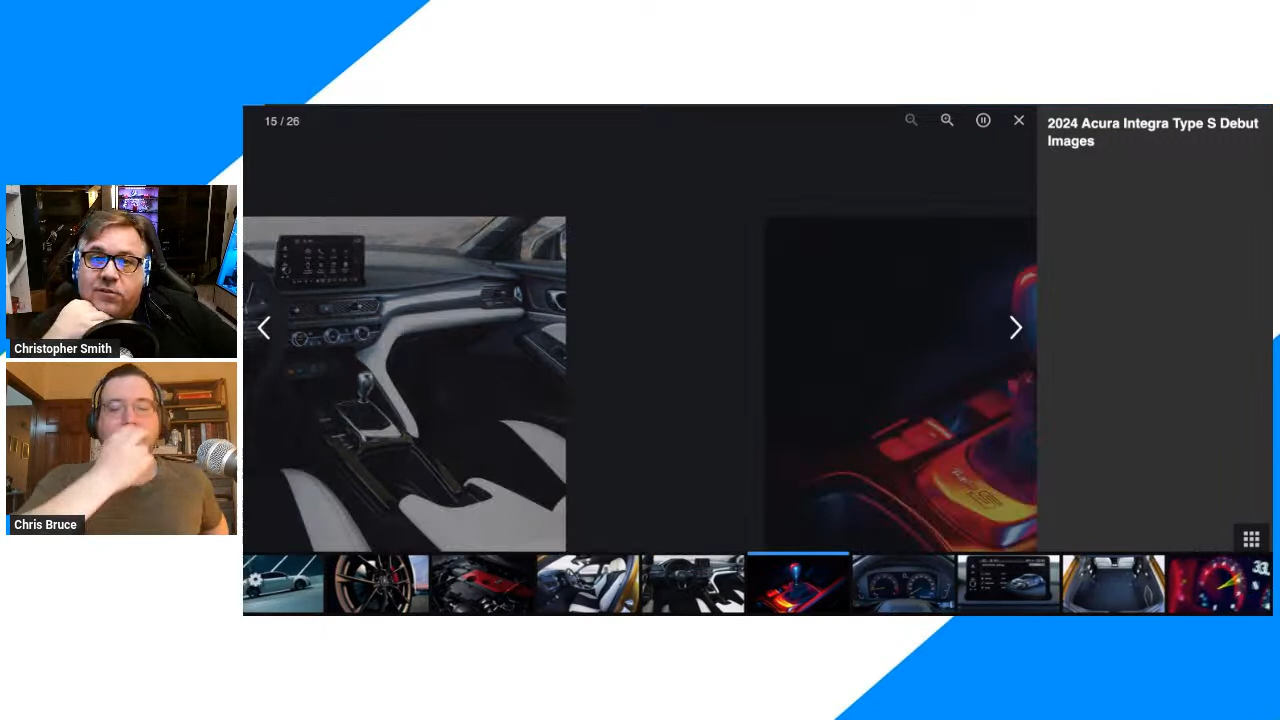 15 / 26
2024 Acura Integra Type S Debut
Images
Christopher Smith
Chris Bruce